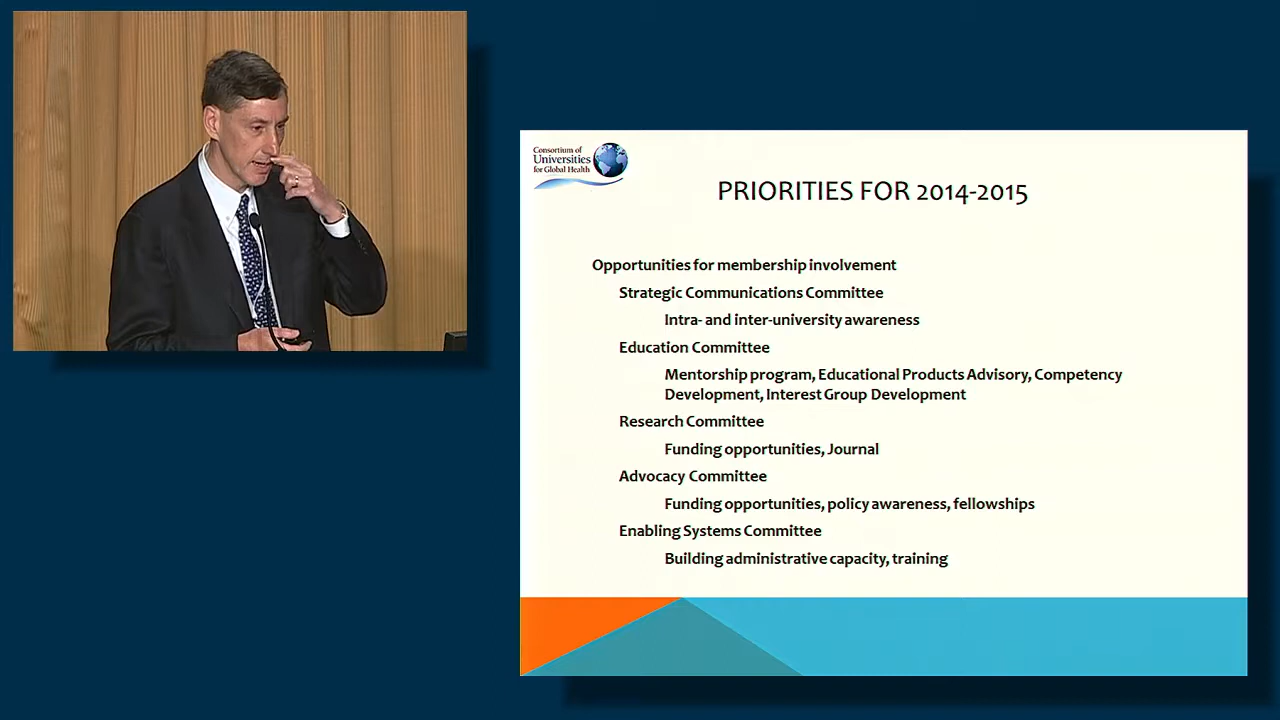 Consortium of
Universities
for Global Health
PRIORITIES FOR 2014-2015
Opportunities for membership involvement
Strategic Communications Committee
Intra- and inter-university awareness
Education Committee
Mentorship program, Educational Products Advisory, Competency
Development, Interest Group Development
Research Committee
Funding opportunities, Journal
Advocacy Committee
Funding opportunities, policy awareness, fellowships
Enabling Systems Committee
Building administrative capacity, training